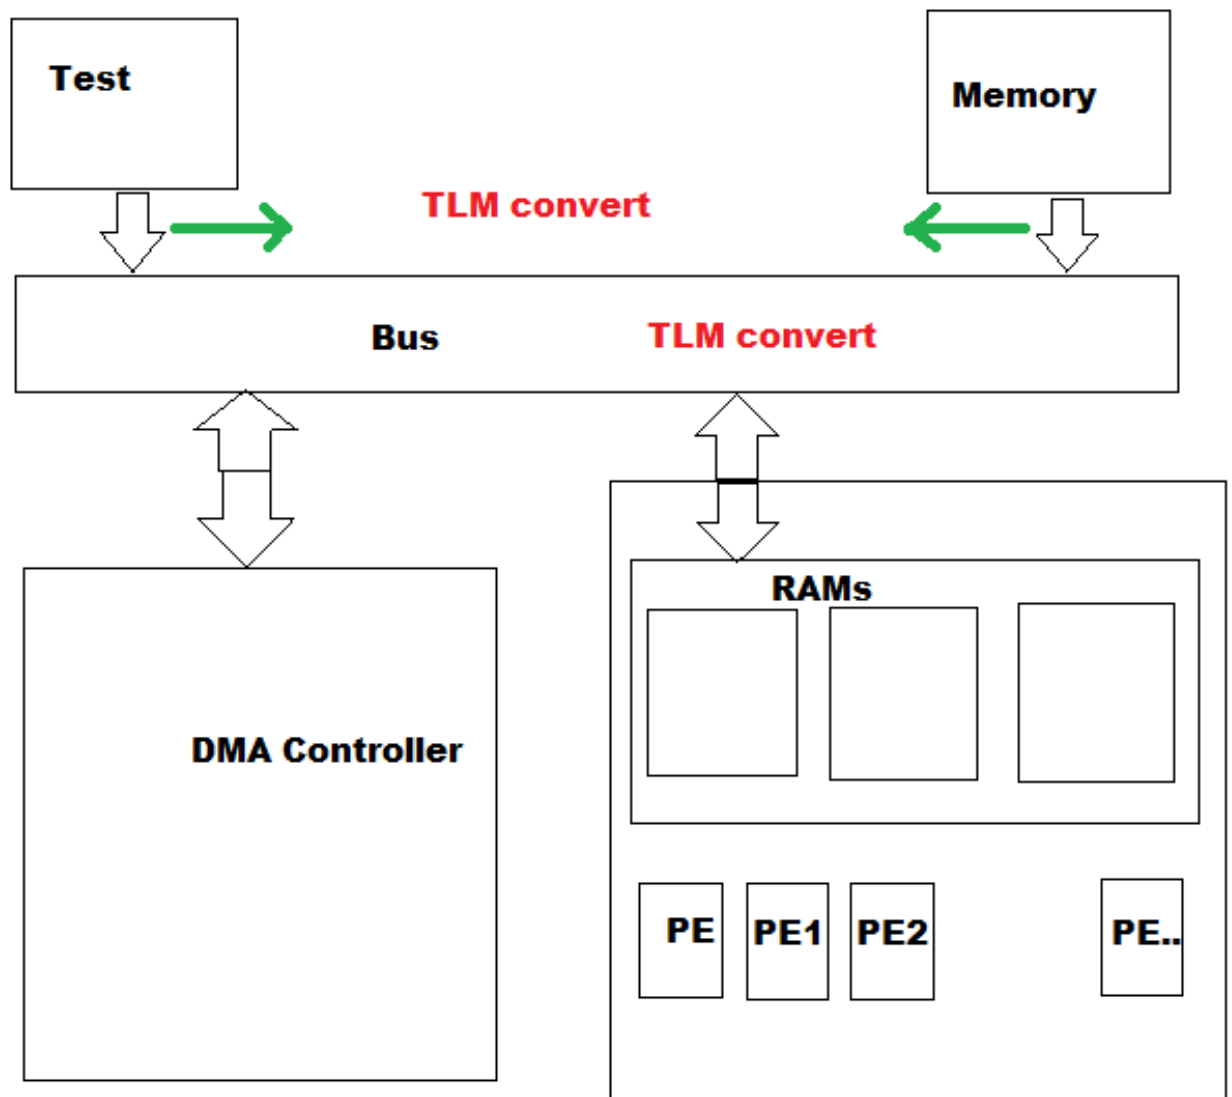 Test
Memory
TLM convert
Bus
TLM convert
RAMs
DMA Controller
PE
PE1
PE2
PE..